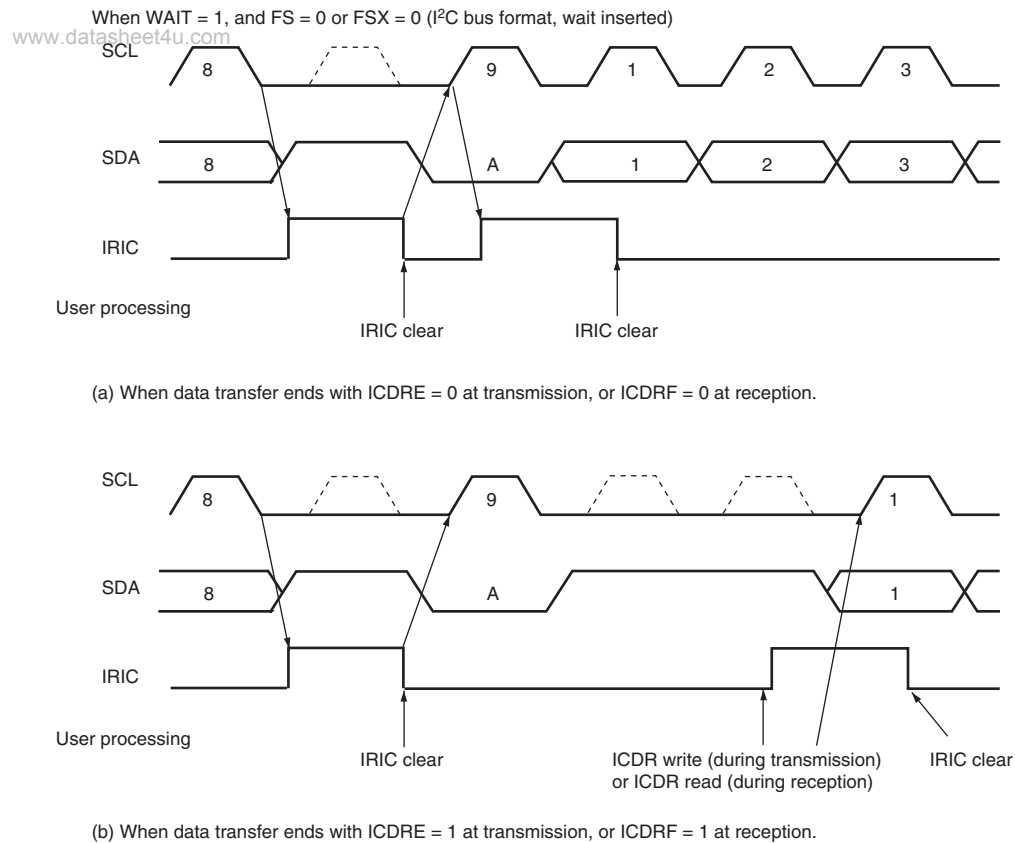 When WAIT = 1, and FS = 0 or FSX = 0 (I²C bus format, wait inserted)
www.datasheet4u.com
SCL
8
9
1
2
3
SDA
8
A
1
2
3
IRIC
User processing
IRIC clear
IRIC clear
(a) When data transfer ends with ICDRE = 0 at transmission, or ICDRF = 0 at reception.
SCL
8
9
1
SDA
8
A
1
IRIC
User processing
IRIC clear
ICDR write (during transmission)
or ICDR read (during reception)
IRIC clear
(b) When data transfer ends with ICDRE = 1 at transmission, or ICDRF = 1 at reception.